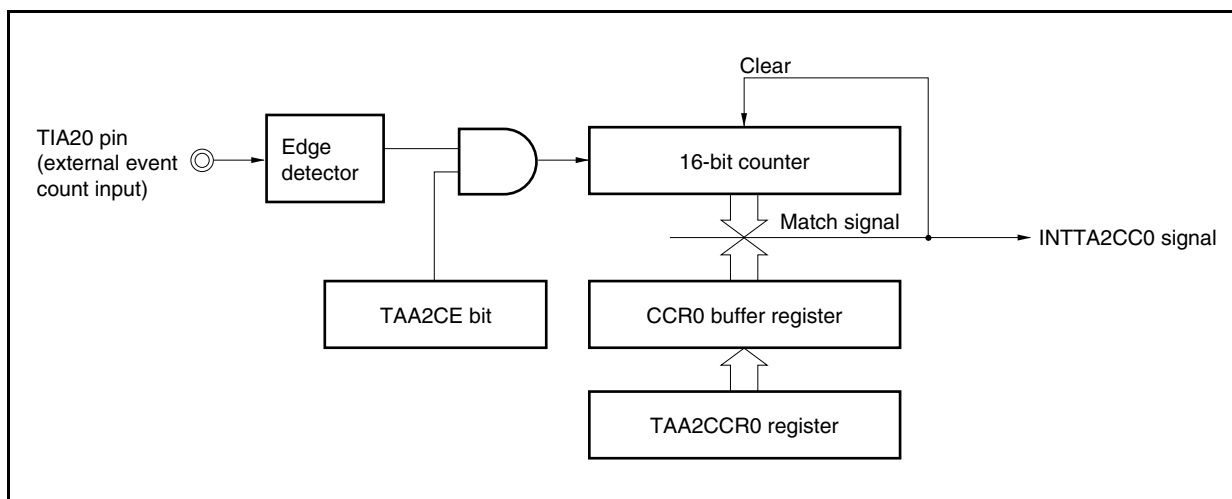 Clear
TIA20 pin
(external event
count input)
Edge
detector
16-bit counter
Match signal
INTTA2CC0 signal
TAA2CE bit
CCR0 buffer register
TAA2CCR0 register